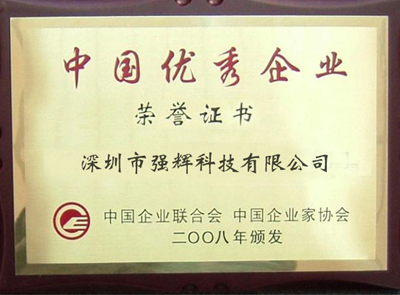 中国优秀企业
荣誉证书
深圳市强辉科技有限公司
中国企业联合会 中国企业家协会
二〇〇八年颁发